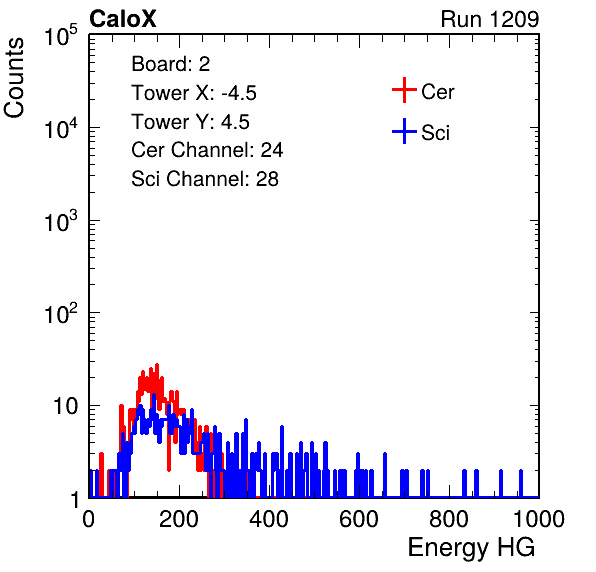 CaloX Run 1209
Counts
10^5
10^4
10^3
10^2
10
1
Board: 2
Tower X: -4.5
Tower Y: 4.5
Cer Channel: 24
Sci Channel: 28
Cer
Sci
0 200 400 600 800 1000
Energy HG